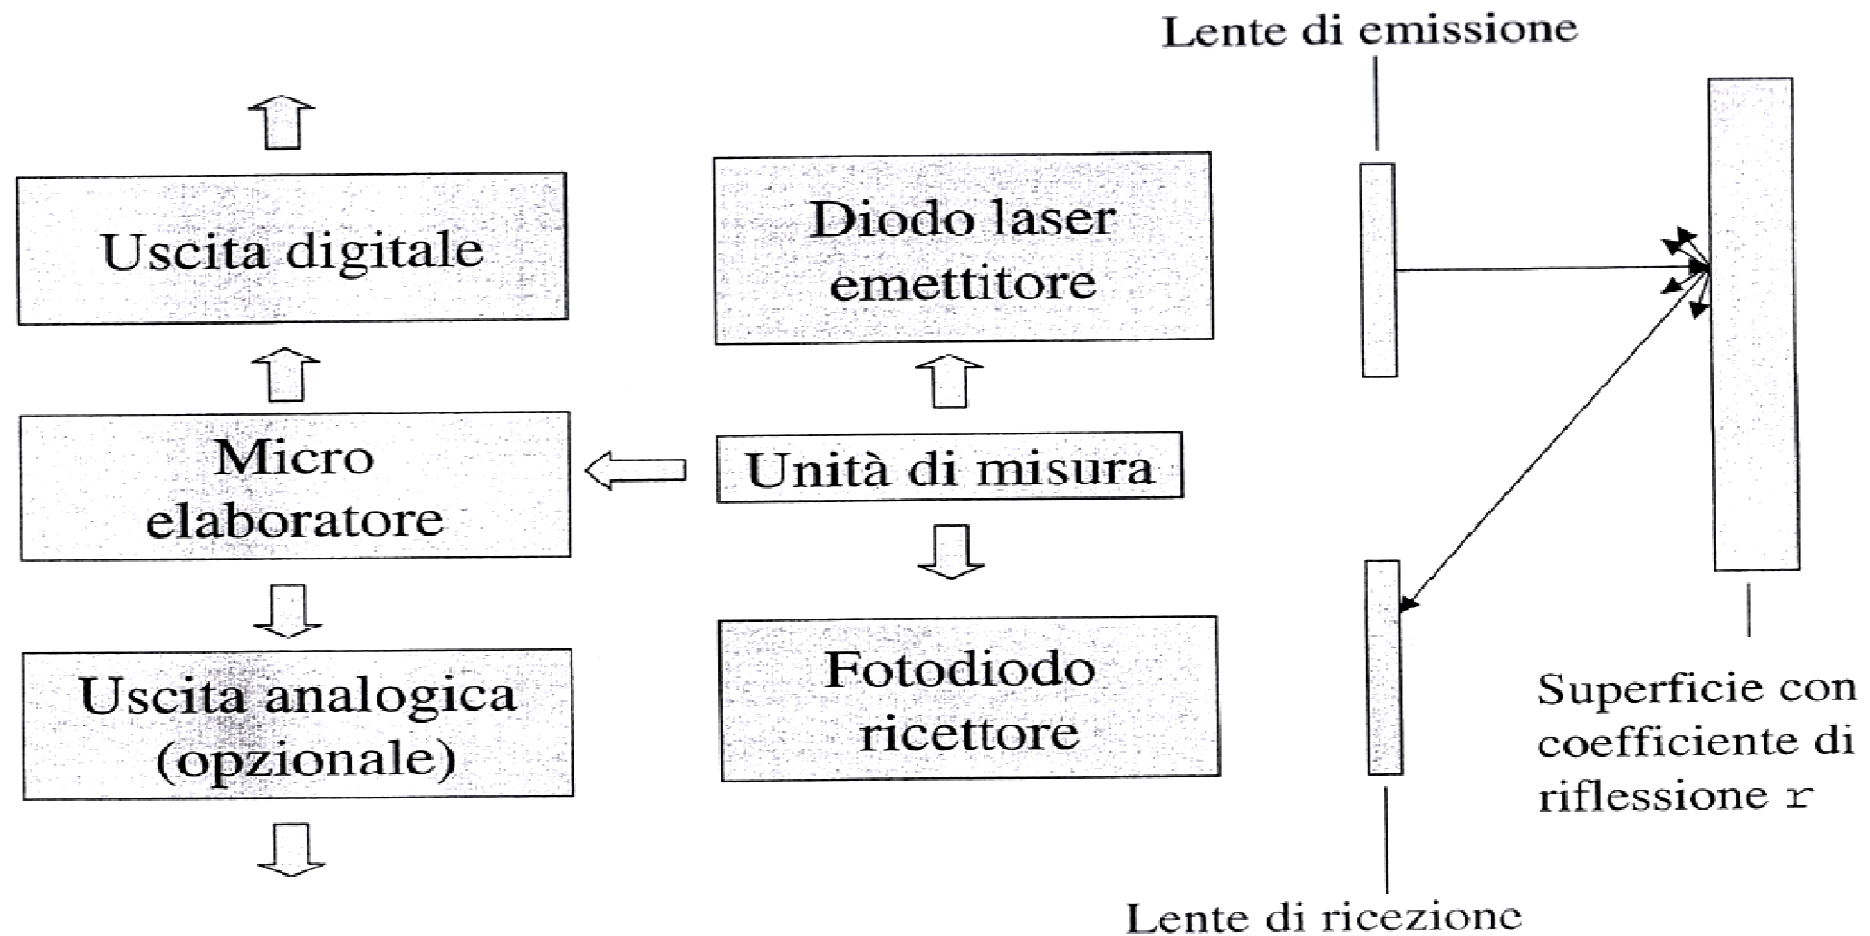 Lente di emissione
Uscita digitale
Diodo laser
emettitore
Micro
elaboratore
Unità di misura
Uscita analogica
(opzionale)
Fotodiodo
ricettore
Superficie con
coefficiente di
riflessione r
Lente di ricezione